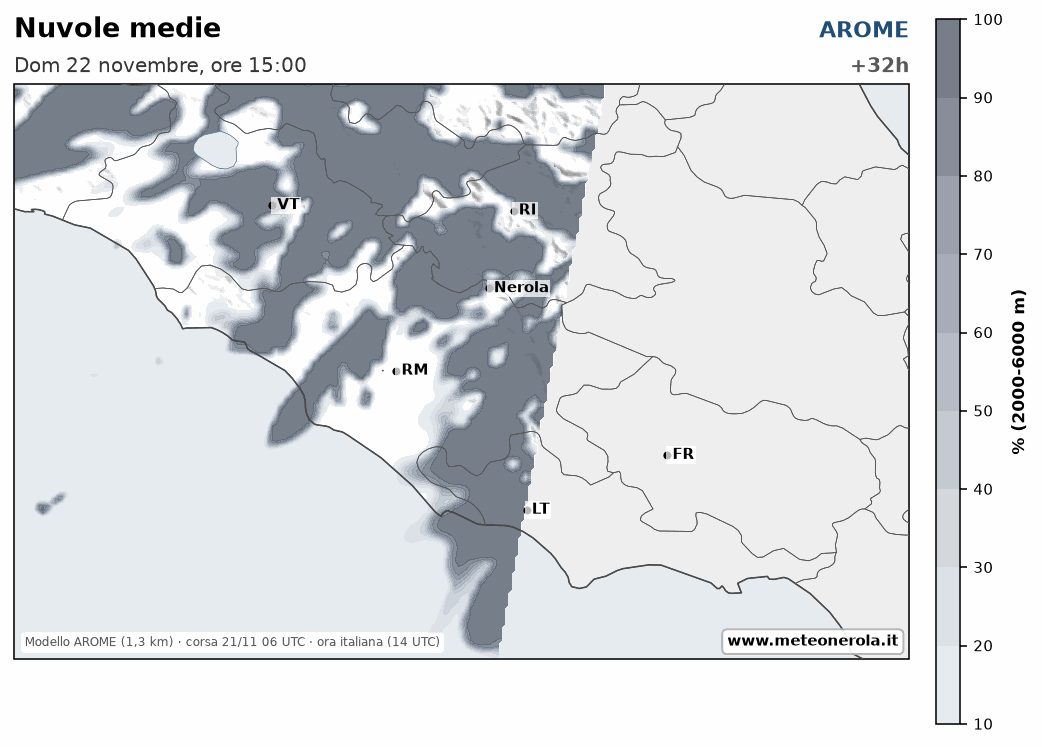 Nuvole medie
AROME
Dom 22 novembre, ore 15:00
+32h
VT
RI
Nerola
RM
FR
LT
Modello AROME (1,3 km) · corsa 21/11 06 UTC · ora italiana (14 UTC)
www.meteonerola.it
100
90
80
70
60
50
40
30
20
10
% (2000-6000 m)